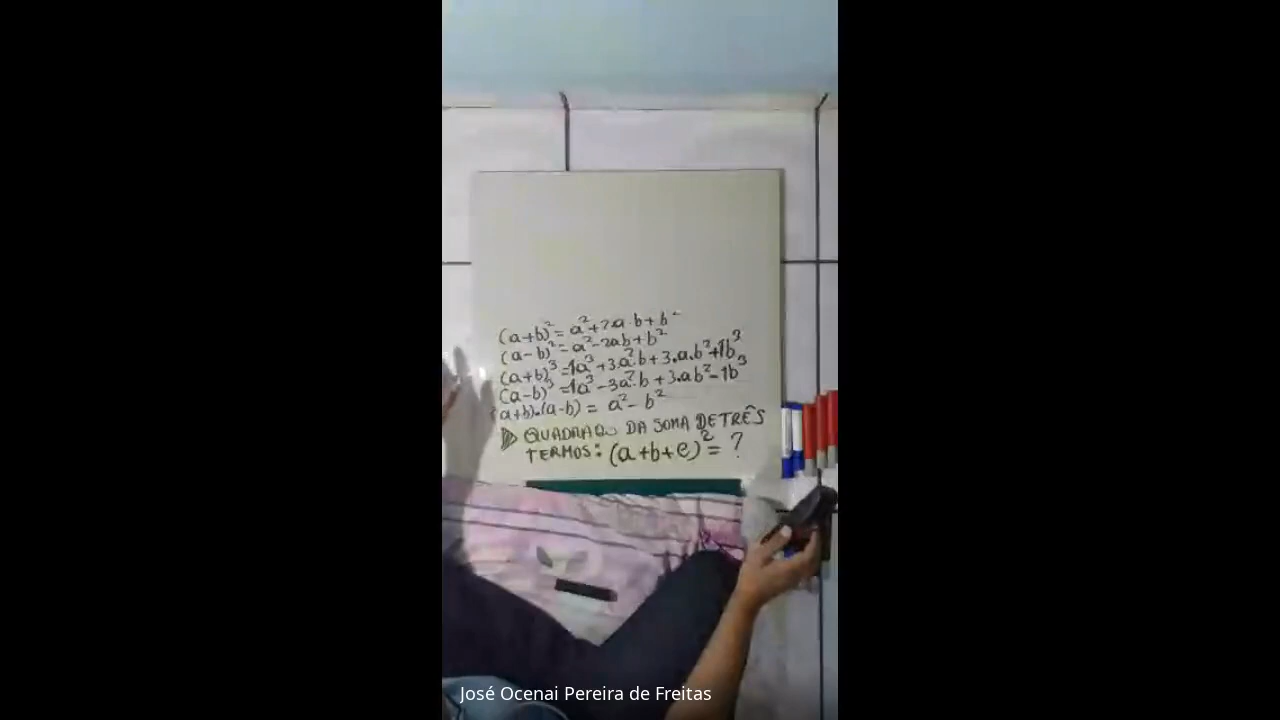 (a+b)²= a²+2.a.b+b²
(a-b)²= a²-2ab+b²
(a+b)³=1a³+3.a².b+3.a.b²+1b³
(a-b)³=1a³-3a².b+3.ab²-1b³
(a+b).(a-b)= a²-b²
QUADRADO DA SOMA DE TRÊS
TERMOS: (a+b+c)²= ?
José Ocenai Pereira de Freitas